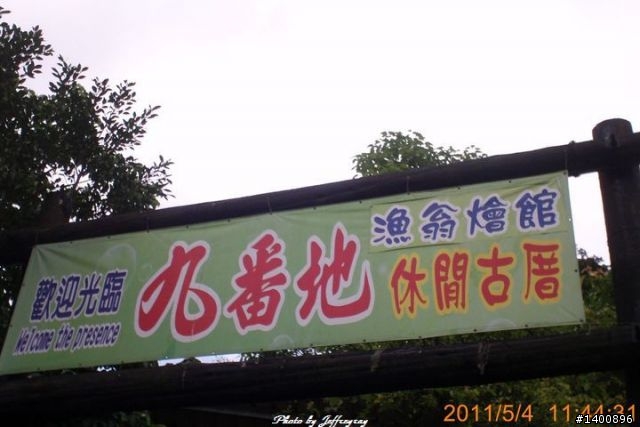 歡迎光臨
Welcome the presence
九番地
漁翁燴館
休閒古厝
Photo by Jeffreyray
2011/5/4 11:44:31
#1400896